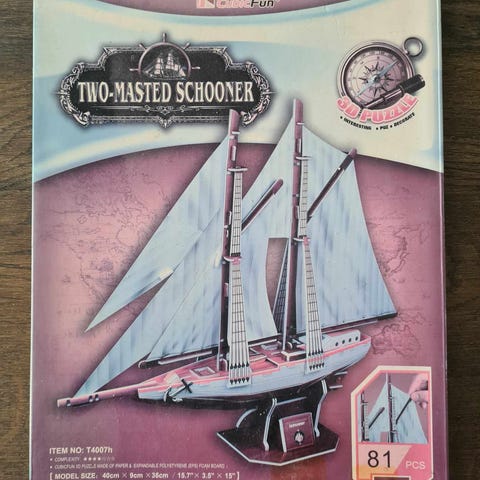 CubicFun
TWO-MASTED SCHOONER
3D PUZZLE
• INTERESTING • FUN • DECORATE
ITEM NO: T4007h
• COMPLEXITY: ★★★★☆☆
• CUBICFUN 3D PUZZLE MADE OF PAPER & EXPANDABLE POLYSTYRENE (EPS) FOAM BOARD
[ MODEL SIZE: 40cm × 9cm × 38cm / 15.7" × 3.5" × 15" ]
81 PCS